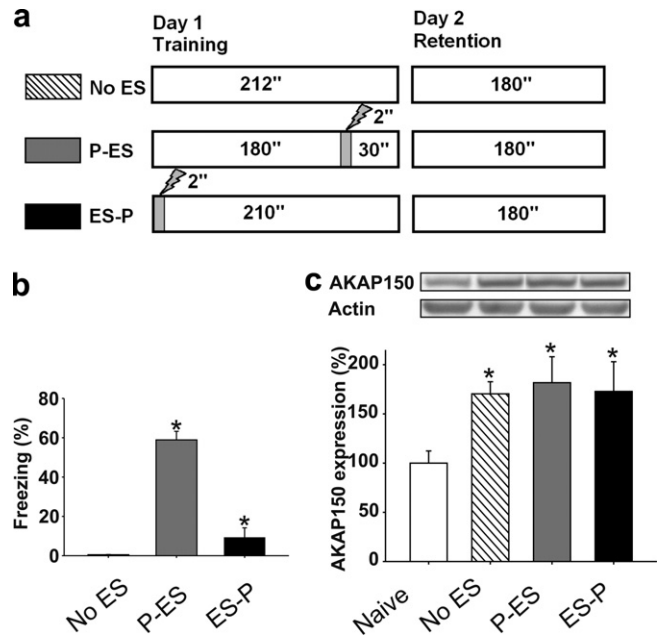 a
Day 1
Training
Day 2
Retention
No ES
212"
180"
2"
P-ES
180"
30"
180"
2"
ES-P
210"
180"
b
Freezing (%)
80
60
40
20
0
No ES
P-ES
ES-P
*
*
c
AKAP150
Actin
AKAP150 expression (%)
200
150
100
50
0
*
*
*
Naive
No ES
P-ES
ES-P